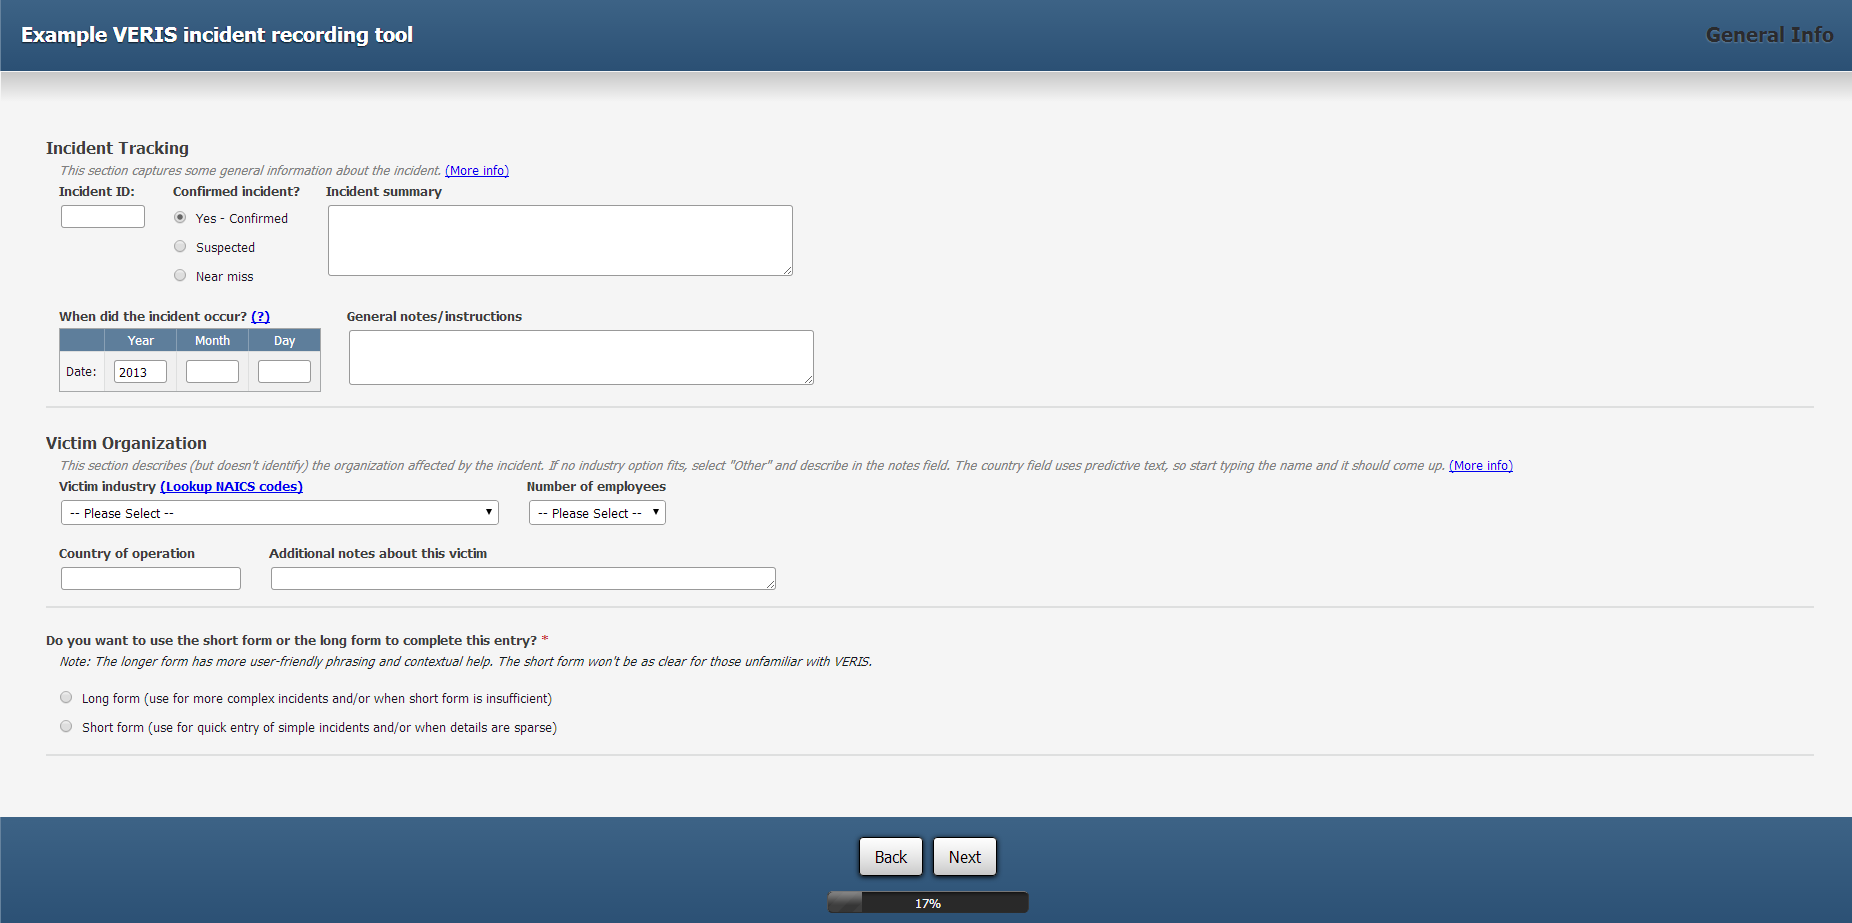 Example VERIS incident recording tool
General Info
Incident Tracking
This section captures some general information about the incident. (More info)
Incident ID: Confirmed incident? Incident summary
Yes - Confirmed
Suspected
Near miss
When did the incident occur? (?) General notes/instructions
Year Month Day
Date: 2013
Victim Organization
This section describes (but doesn't identify) the organization affected by the incident. If no industry option fits, select "Other" and describe in the notes field. The country field uses predictive text, so start typing the name and it should come up. (More info)
Victim industry (Lookup NAICS codes) Number of employees
-- Please Select -- -- Please Select --
Country of operation Additional notes about this victim
Do you want to use the short form or the long form to complete this entry? *
Note: The longer form has more user-friendly phrasing and contextual help. The short form won't be as clear for those unfamiliar with VERIS.
Long form (use for more complex incidents and/or when short form is insufficient)
Short form (use for quick entry of simple incidents and/or when details are sparse)
Back Next
17%